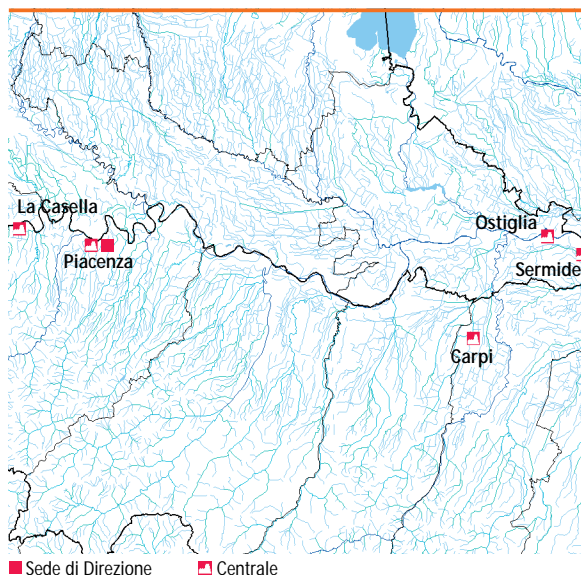 La Casella
Piacenza
Ostiglia
Sermide
Carpi
Sede di Direzione
Centrale